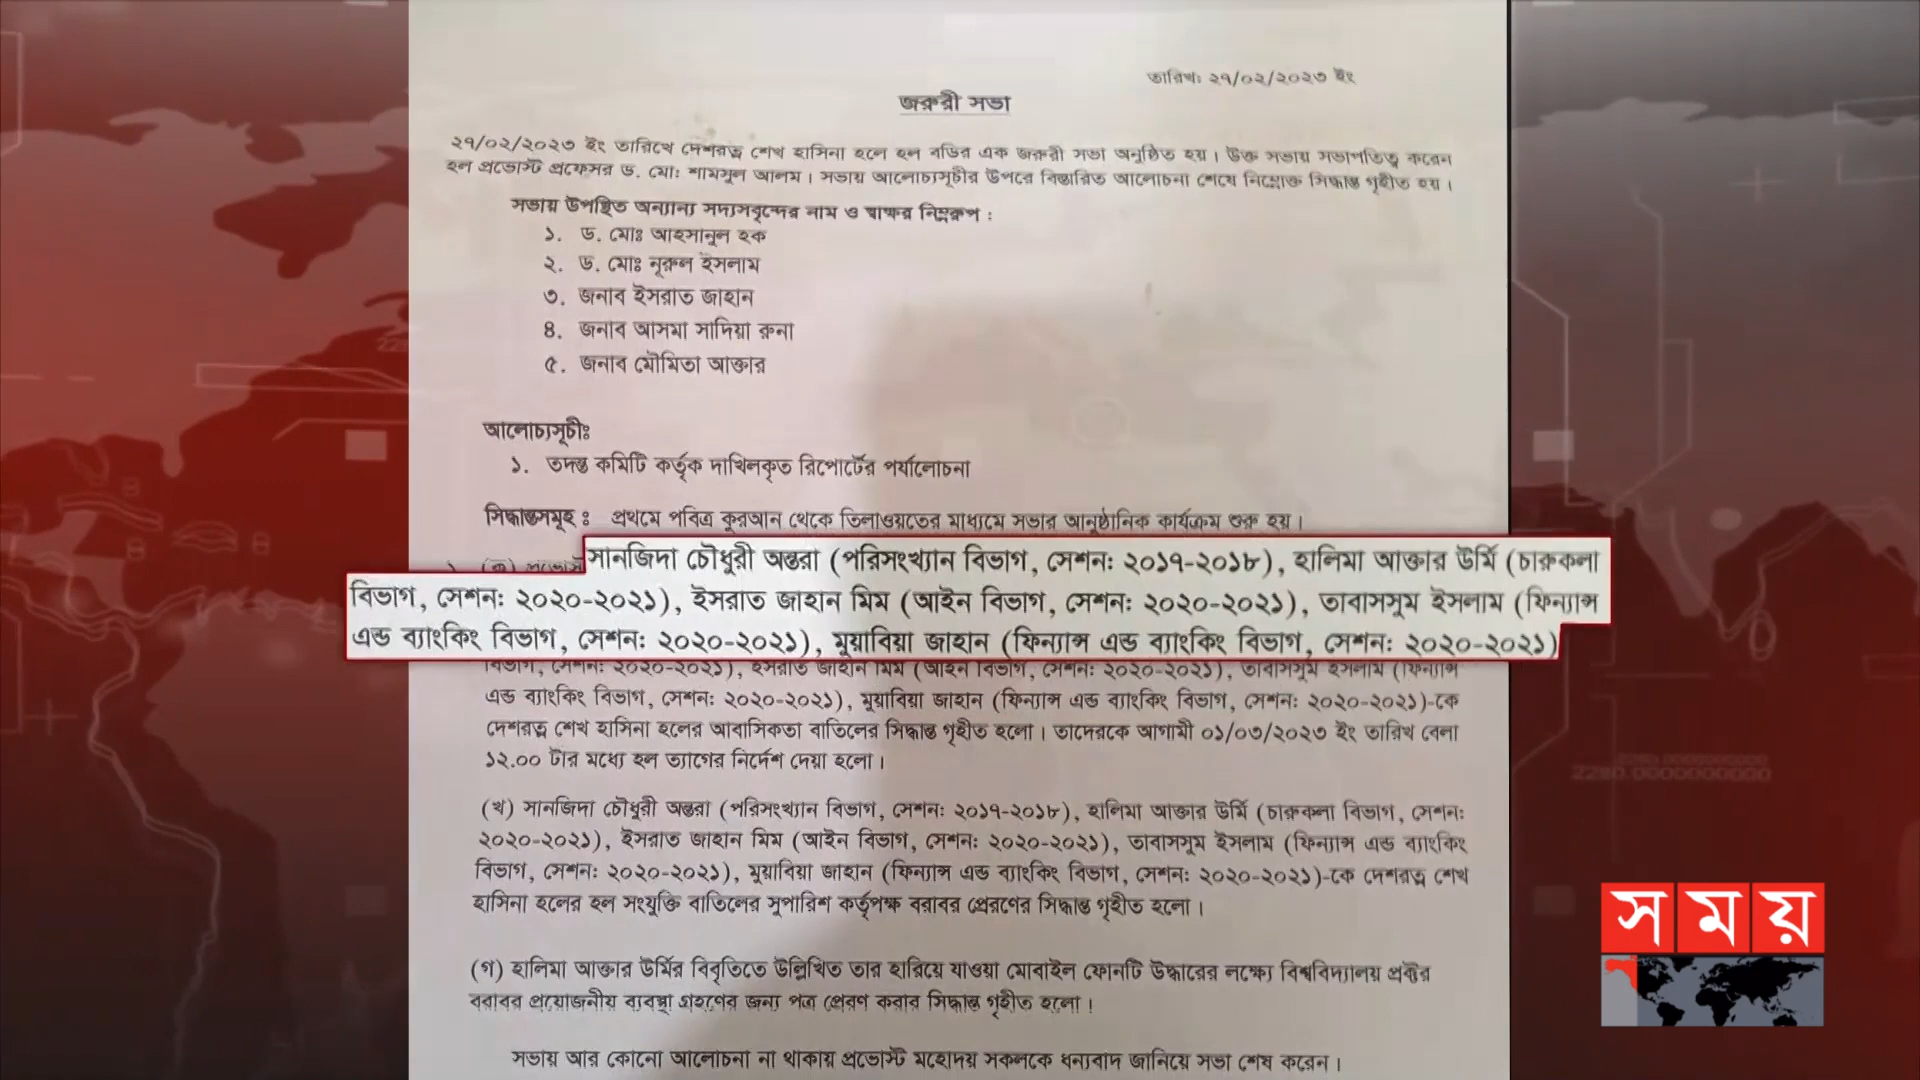 তারিখ: ২৭/০২/২০২৩ ইং
জরুরী সভা
২৭/০২/২০২৩ ইং তারিখে দেশরত্ন শেখ হাসিনা হলে হল বডির এক জরুরী সভা অনুষ্ঠিত হয়। উক্ত সভায় সভাপতিত্ব করেন
হল প্রভোস্ট প্রফেসর ড. মোঃ শামসুল আলম। সভায় আলোচ্যসূচীর উপরে বিস্তারিত আলোচনা শেষে নিম্নোক্ত সিদ্ধান্ত গৃহীত হয়।
সভায় উপস্থিত অন্যান্য সদস্যবৃন্দের নাম ও স্বাক্ষর নিম্নরূপ :
১. ড. মোঃ আহসানুল হক
২. ড. মোঃ নূরুল ইসলাম
৩. জনাব ইসরাত জাহান
৪. জনাব আসমা সাদিয়া রুনা
৫. জনাব মৌমিতা আক্তার
আলোচ্যসূচীঃ
১. তদন্ত কমিটি কর্তৃক দাখিলকৃত রিপোর্টের পর্যালোচনা
সিদ্ধান্তসমূহ : প্রথমে পবিত্র কুরআন থেকে তিলাওয়তের মাধ্যমে সভার আনুষ্ঠানিক কার্যক্রম শুরু হয়।
সানজিদা চৌধুরী অন্তরা (পরিসংখ্যান বিভাগ, সেশন: ২০১৭-২০১৮), হালিমা আক্তার উর্মি (চারুকলা
বিভাগ, সেশন: ২০২০-২০২১), ইসরাত জাহান মিম (আইন বিভাগ, সেশন: ২০২০-২০২১), তাবাসসুম ইসলাম (ফিন্যান্স
এন্ড ব্যাংকিং বিভাগ, সেশন: ২০২০-২০২১), মুয়াবিয়া জাহান (ফিন্যান্স এন্ড ব্যাংকিং বিভাগ, সেশন: ২০২০-২০২১)
বিভাগ, সেশন: ২০২০-২০২১), ইসরাত জাহান মিম (আইন বিভাগ, সেশন: ২০২০-২০২১), তাবাসসুম ইসলাম (ফিন্যান্স
এন্ড ব্যাংকিং বিভাগ, সেশন: ২০২০-২০২১), মুয়াবিয়া জাহান (ফিন্যান্স এন্ড ব্যাংকিং বিভাগ, সেশন: ২০২০-২০২১)-কে
দেশরত্ন শেখ হাসিনা হলের আবাসিকতা বাতিলের সিদ্ধান্ত গৃহীত হলো। তাদেরকে আগামী ০১/০৩/২০২৩ ইং তারিখ বেলা
১২.০০ টার মধ্যে হল ত্যাগের নির্দেশ দেয়া হলো।
(খ) সানজিদা চৌধুরী অন্তরা (পরিসংখ্যান বিভাগ, সেশন: ২০১৭-২০১৮), হালিমা আক্তার উর্মি (চারুকলা বিভাগ, সেশন:
২০২০-২০২১), ইসরাত জাহান মিম (আইন বিভাগ, সেশন: ২০২০-২০২১), তাবাসসুম ইসলাম (ফিন্যান্স এন্ড ব্যাংকিং
বিভাগ, সেশন: ২০২০-২০২১), মুয়াবিয়া জাহান (ফিন্যান্স এন্ড ব্যাংকিং বিভাগ, সেশন: ২০২০-২০২১)-কে দেশরত্ন শেখ
হাসিনা হলের হল সংযুক্তি বাতিলের সুপারিশ কর্তৃপক্ষ বরাবর প্রেরণের সিদ্ধান্ত গৃহীত হলো।
(গ) হালিমা আক্তার উর্মির বিবৃতিতে উল্লিখিত তার হারিয়ে যাওয়া মোবাইল ফোনটি উদ্ধারের লক্ষ্যে বিশ্ববিদ্যালয় প্রক্টর
বরাবর প্রয়োজনীয় ব্যবস্থা গ্রহণের জন্য পত্র প্রেরণ করার সিদ্ধান্ত গৃহীত হলো।
সভায় আর কোনো আলোচনা না থাকায় প্রভোস্ট মহোদয় সকলকে ধন্যবাদ জানিয়ে সভা শেষ করেন।
সময়